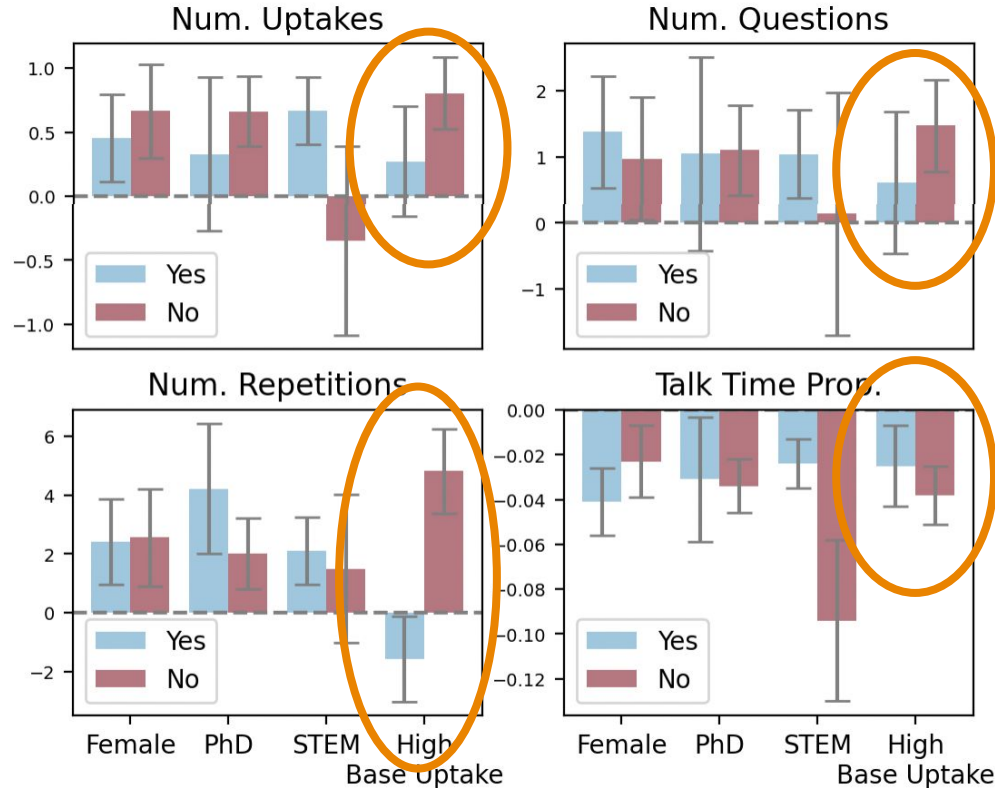 Num. Uptakes
1.0
0.5
0.0
−0.5
−1.0
Yes
No
Num. Questions
2
1
0
−1
Yes
No
Num. Repetitions
6
4
2
0
−2
Yes
No
Female PhD STEM High
Base Uptake
Talk Time Prop.
0.00
−0.02
−0.04
−0.06
−0.08
−0.10
−0.12
Yes
No
Female PhD STEM High
Base Uptake